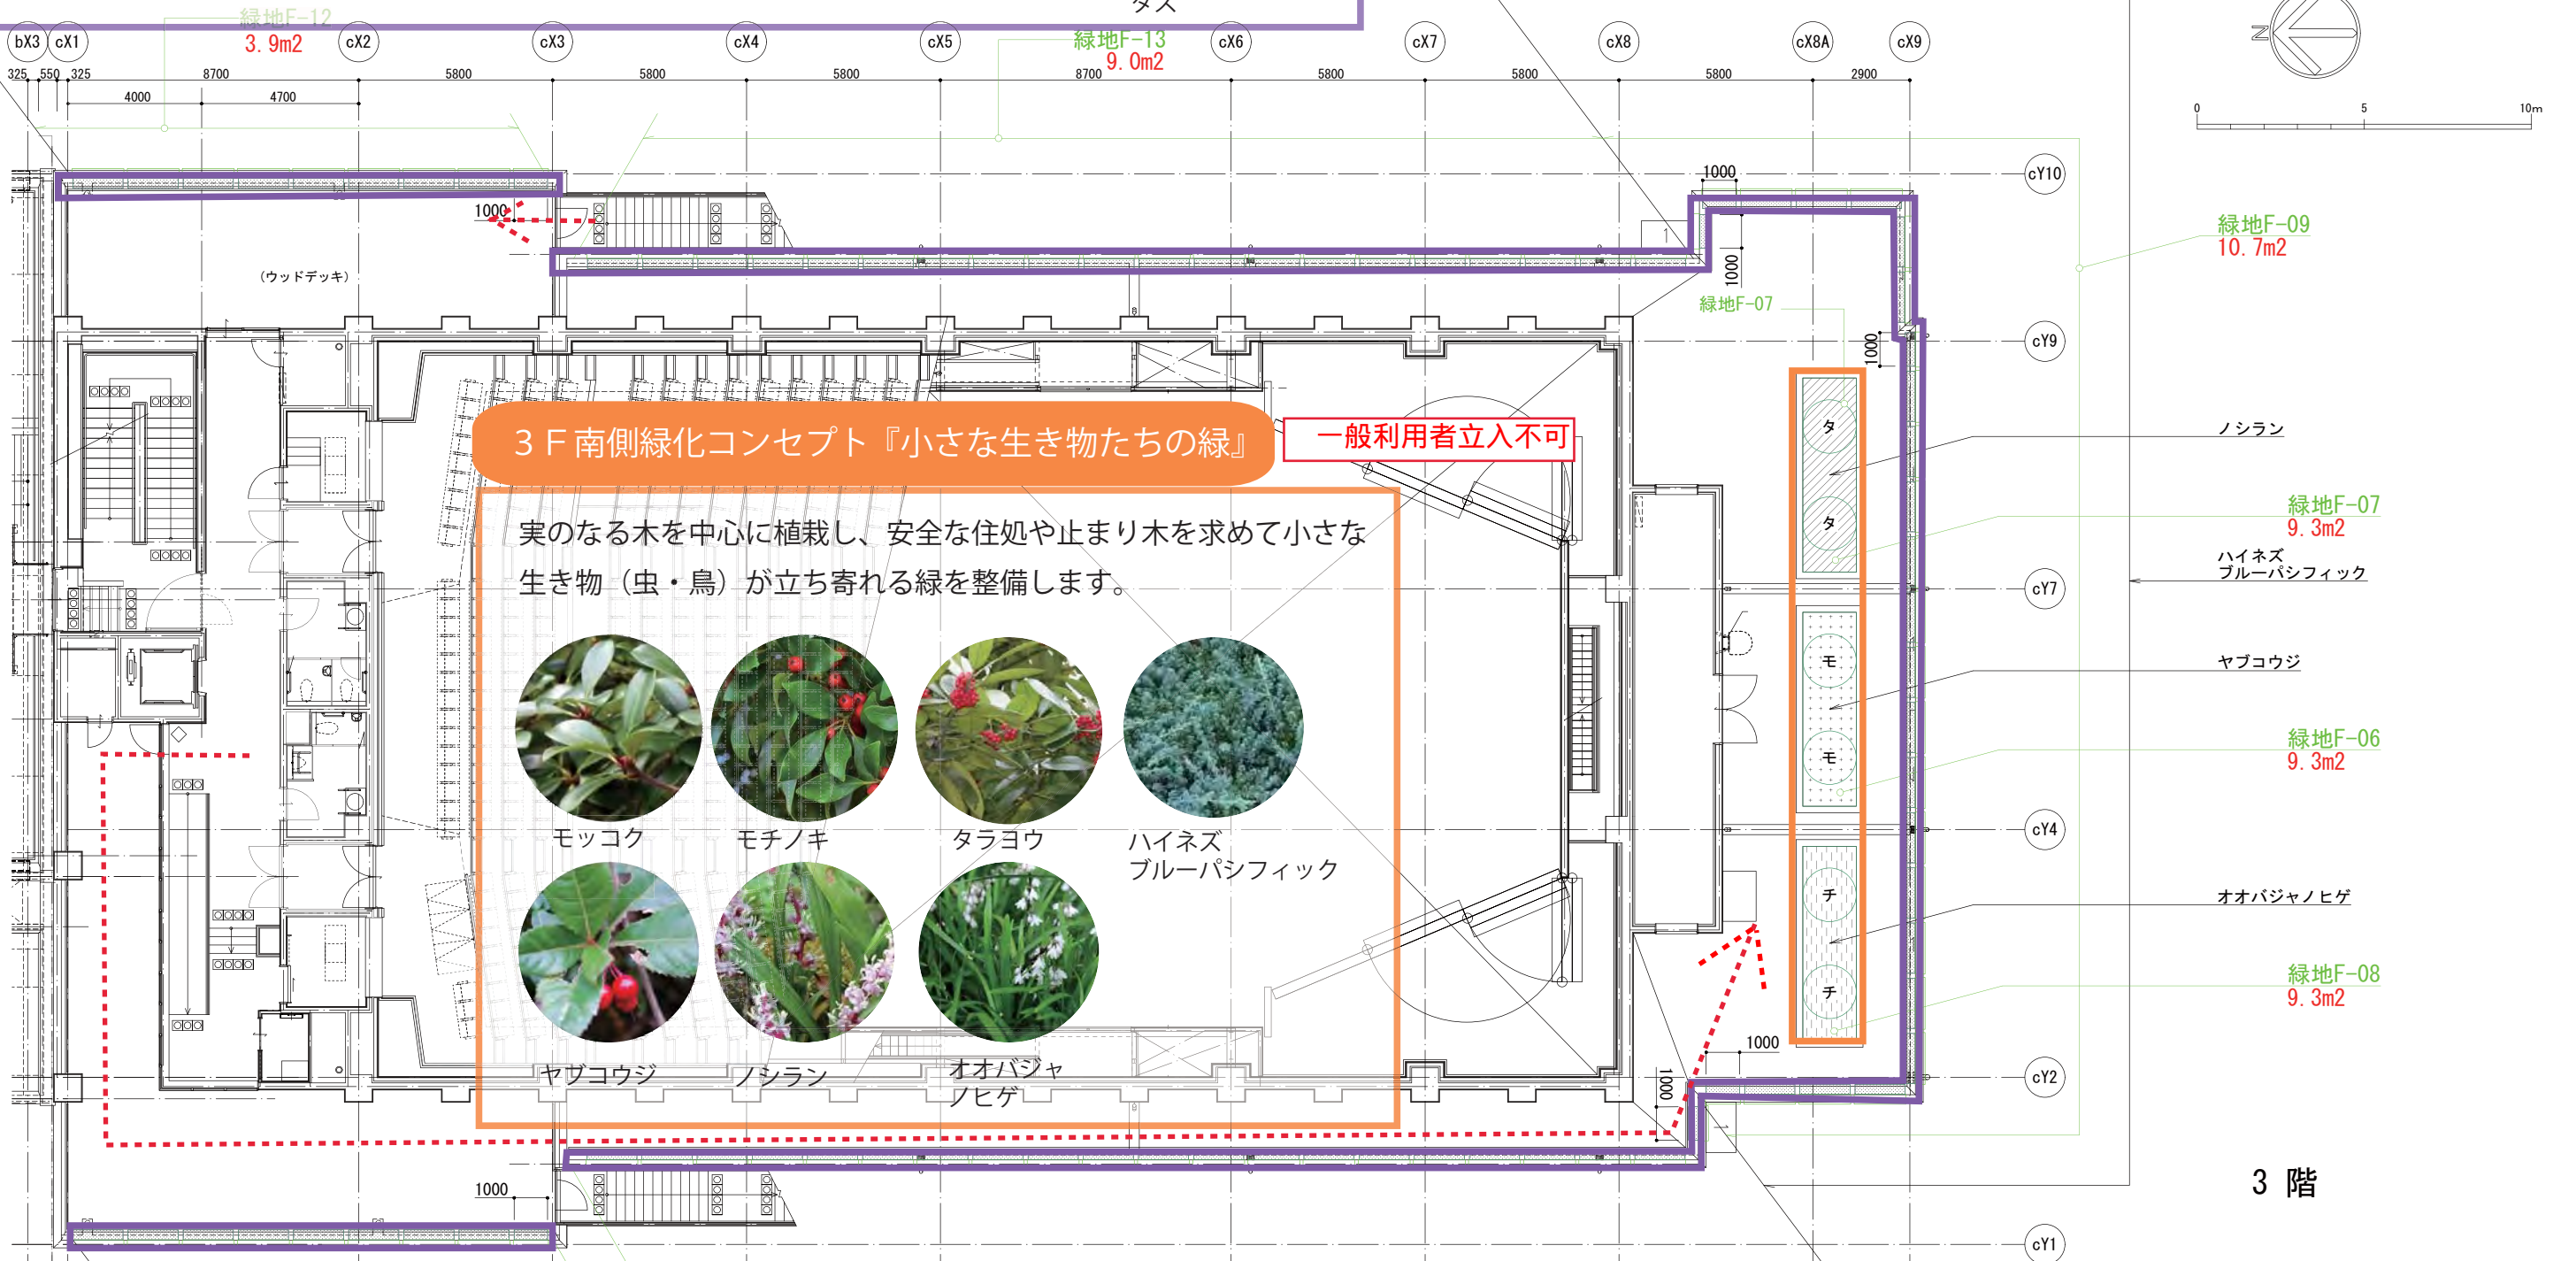 タス
緑地F-12
3.9m2
緑地F-13
9.0m2
bX3 cX1 cX2 cX3 cX4 cX5 cX6 cX7 cX8 cX8A cX9
325 550 325 8700 5800 5800 5800 8700 5800 5800 5800 2900
4000 4700
N
0 5 10m
cY10
1000
1000
1000
緑地F-09
10.7m2
(ウッドデッキ)
緑地F-07
1000
cY9
3F南側緑化コンセプト『小さな生き物たちの緑』
一般利用者立入不可
タ
ノシラン
タ
緑地F-07
9.3m2
実のなる木を中心に植栽し、安全な住処や止まり木を求めて小さな
生き物（虫・鳥）が立ち寄れる緑を整備します。
ハイネズ
ブルーパシフィック
cY7
モ
ヤブコウジ
モ
緑地F-06
9.3m2
モッコク
モチノキ
タラヨウ
ハイネズ
ブルーパシフィック
cY4
チ
オオバジャノヒゲ
チ
緑地F-08
9.3m2
ヤブコウジ
ノシラン
オオバジャ
ノヒゲ
1000
1000
cY2
1000
3 階
cY1